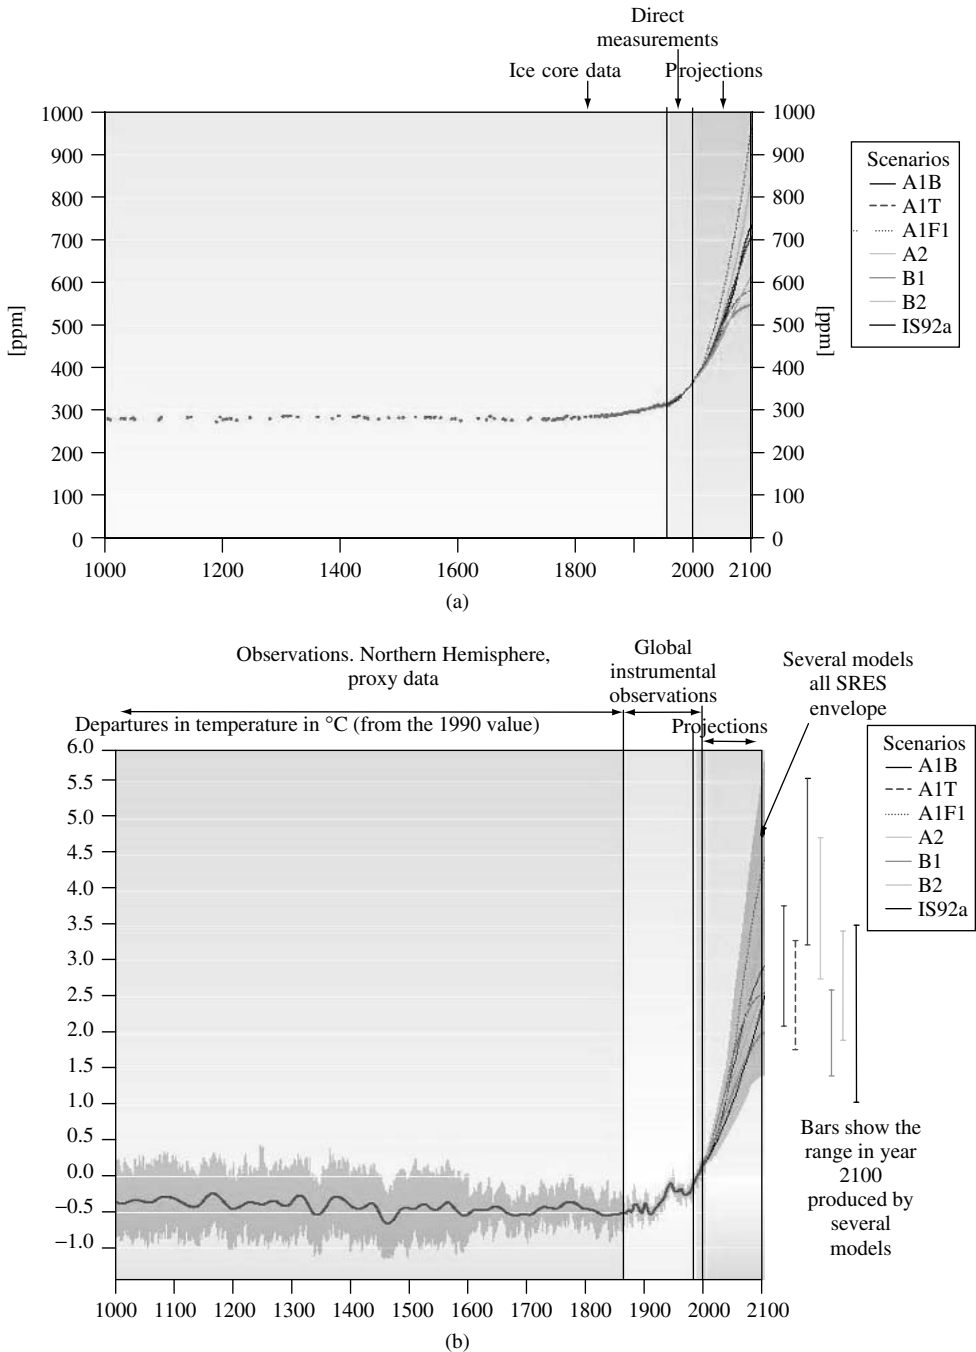 Direct
measurements
Ice core data
Projections
1000
900
800
700
600
500
400
300
200
100
0
[ppm]
1000
900
800
700
600
500
400
300
200
100
0
[ppm]
1000 1200 1400 1600 1800 2000 2100
(a)
Scenarios
A1B
A1T
A1F1
A2
B1
B2
IS92a
Observations. Northern Hemisphere,
proxy data
Global
instrumental
observations
Several models
all SRES
envelope
Departures in temperature in °C (from the 1990 value)
Projections
6.0
5.5
5.0
4.5
4.0
3.5
3.0
2.5
2.0
1.5
1.0
0.5
0.0
−0.5
−1.0
1000 1100 1200 1300 1400 1500 1600 1700 1800 1900 2000 2100
(b)
Scenarios
A1B
A1T
A1F1
A2
B1
B2
IS92a
Bars show the
range in year
2100
produced by
several
models